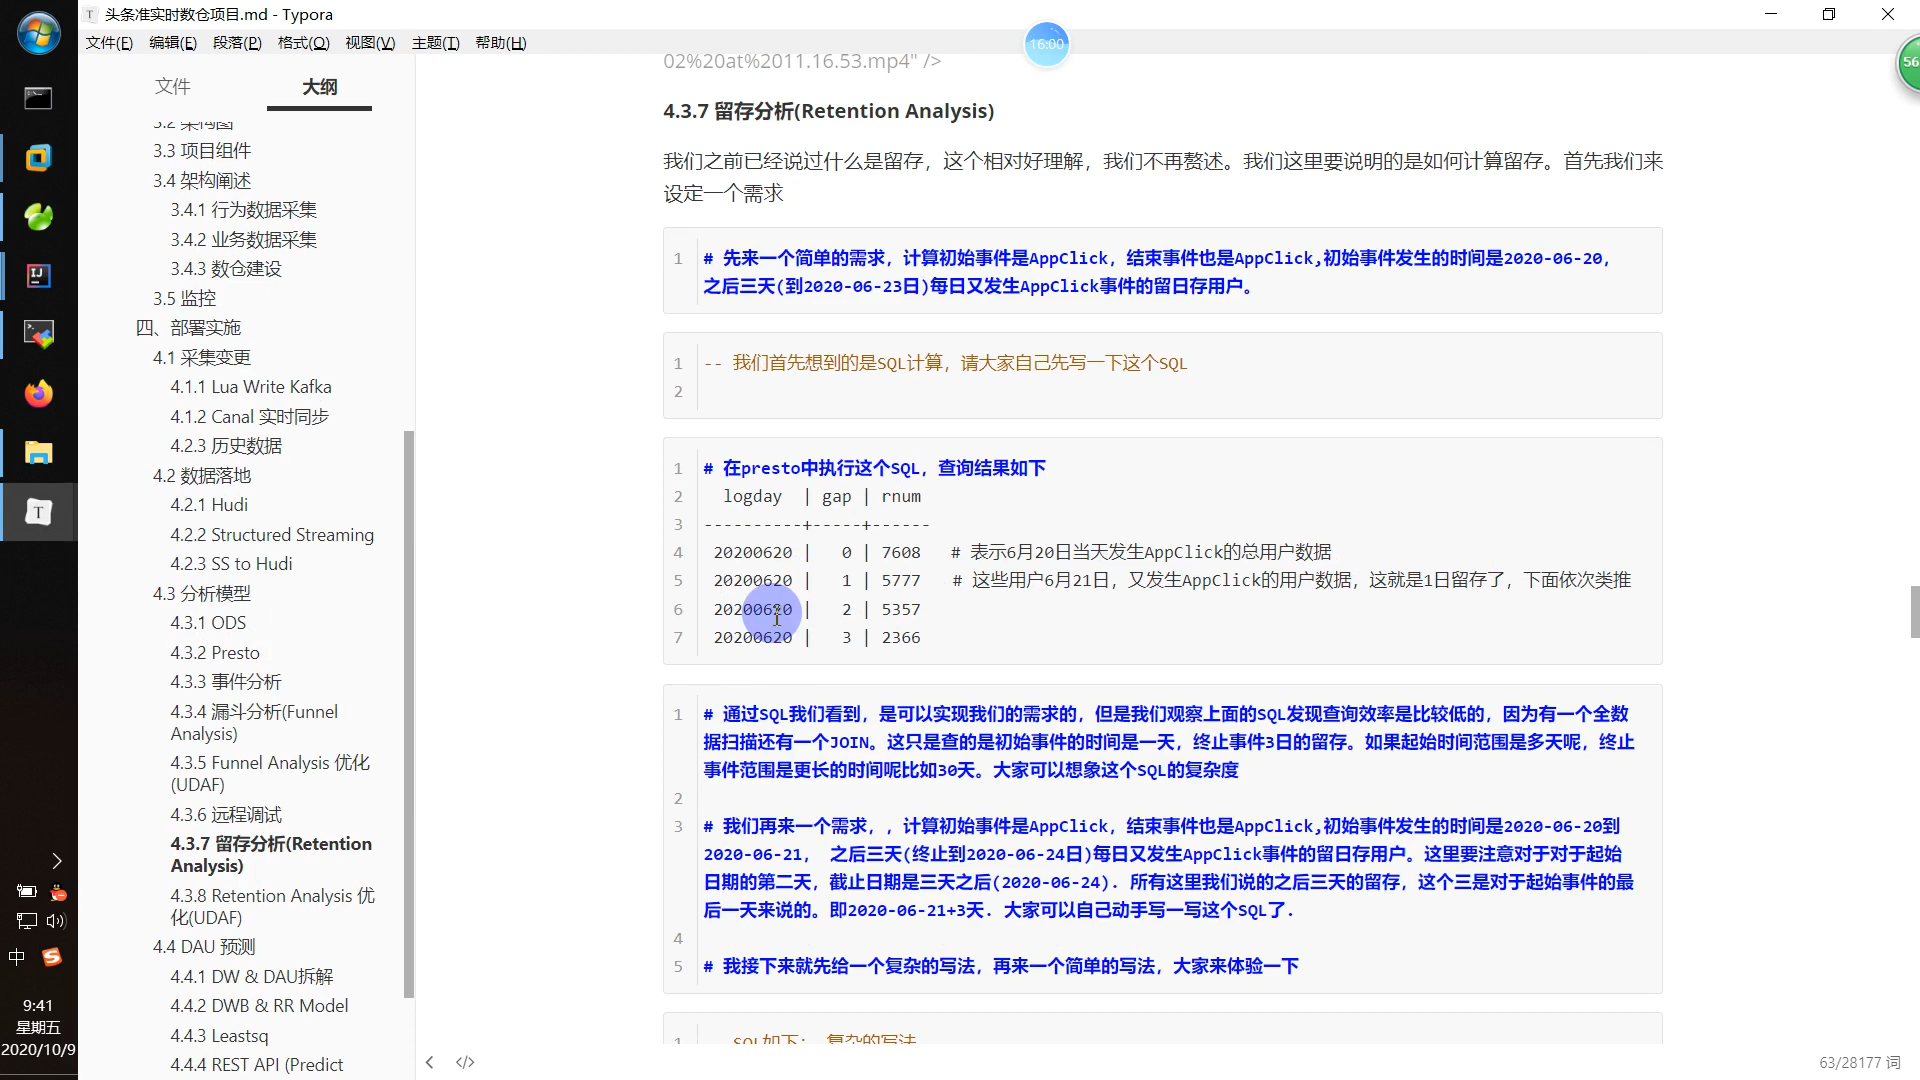 头条准实时数仓项目.md - Typora
文件(F) 编辑(E) 段落(P) 格式(O) 视图(V) 主题(T) 帮助(H)
16:00
56
文件 大纲
3.2 架构图
3.3 项目组件
3.4 架构阐述
3.4.1 行为数据采集
3.4.2 业务数据采集
3.4.3 数仓建设
3.5 监控
四、部署实施
4.1 采集变更
4.1.1 Lua Write Kafka
4.1.2 Canal 实时同步
4.2.3 历史数据
4.2 数据落地
4.2.1 Hudi
4.2.2 Structured Streaming
4.2.3 SS to Hudi
4.3 分析模型
4.3.1 ODS
4.3.2 Presto
4.3.3 事件分析
4.3.4 漏斗分析(Funnel
Analysis)
4.3.5 Funnel Analysis 优化
(UDAF)
4.3.6 远程调试
4.3.7 留存分析(Retention
Analysis)
4.3.8 Retention Analysis 优
化(UDAF)
4.4 DAU 预测
4.4.1 DW & DAU拆解
4.4.2 DWB & RR Model
4.4.3 Leastsq
4.4.4 REST API (Predict
02%20at%2011.16.53.mp4" />
4.3.7 留存分析(Retention Analysis)
我们之前已经说过什么是留存，这个相对好理解，我们不再赘述。我们这里要说明的是如何计算留存。首先我们来
设定一个需求
1 # 先来一个简单的需求，计算初始事件是AppClick，结束事件也是AppClick,初始事件发生的时间是2020-06-20，
之后三天(到2020-06-23日)每日又发生AppClick事件的留日存用户。
1 -- 我们首先想到的是SQL计算，请大家自己先写一下这个SQL
2
1 # 在presto中执行这个SQL，查询结果如下
2 logday | gap | rnum
3 ----------+-----+------
4 20200620 | 0 | 7608 # 表示6月20日当天发生AppClick的总用户数据
5 20200620 | 1 | 5777 # 这些用户6月21日，又发生AppClick的用户数据，这就是1日留存了，下面依次类推
6 20200620 | 2 | 5357
7 20200620 | 3 | 2366
1 # 通过SQL我们看到，是可以实现我们的需求的，但是我们观察上面的SQL发现查询效率是比较低的，因为有一个全数
据扫描还有一个JOIN。这只是查的是初始事件的时间是一天，终止事件3日的留存。如果起始时间范围是多天呢，终止
事件范围是更长的时间呢比如30天。大家可以想象这个SQL的复杂度
2
3 # 我们再来一个需求，，计算初始事件是AppClick，结束事件也是AppClick,初始事件发生的时间是2020-06-20到
2020-06-21， 之后三天(终止到2020-06-24日)每日又发生AppClick事件的留日存用户。这里要注意对于对于起始
日期的第二天，截止日期是三天之后(2020-06-24). 所有这里我们说的之后三天的留存，这个三是对于起始事件的最
后一天来说的。即2020-06-21+3天. 大家可以自己动手写一写这个SQL了.
4
5 # 我接下来就先给一个复杂的写法，再来一个简单的写法，大家来体验一下
1 SQL如下： 复杂的写法
63/28177 词
中
9:41
星期五
2020/10/9